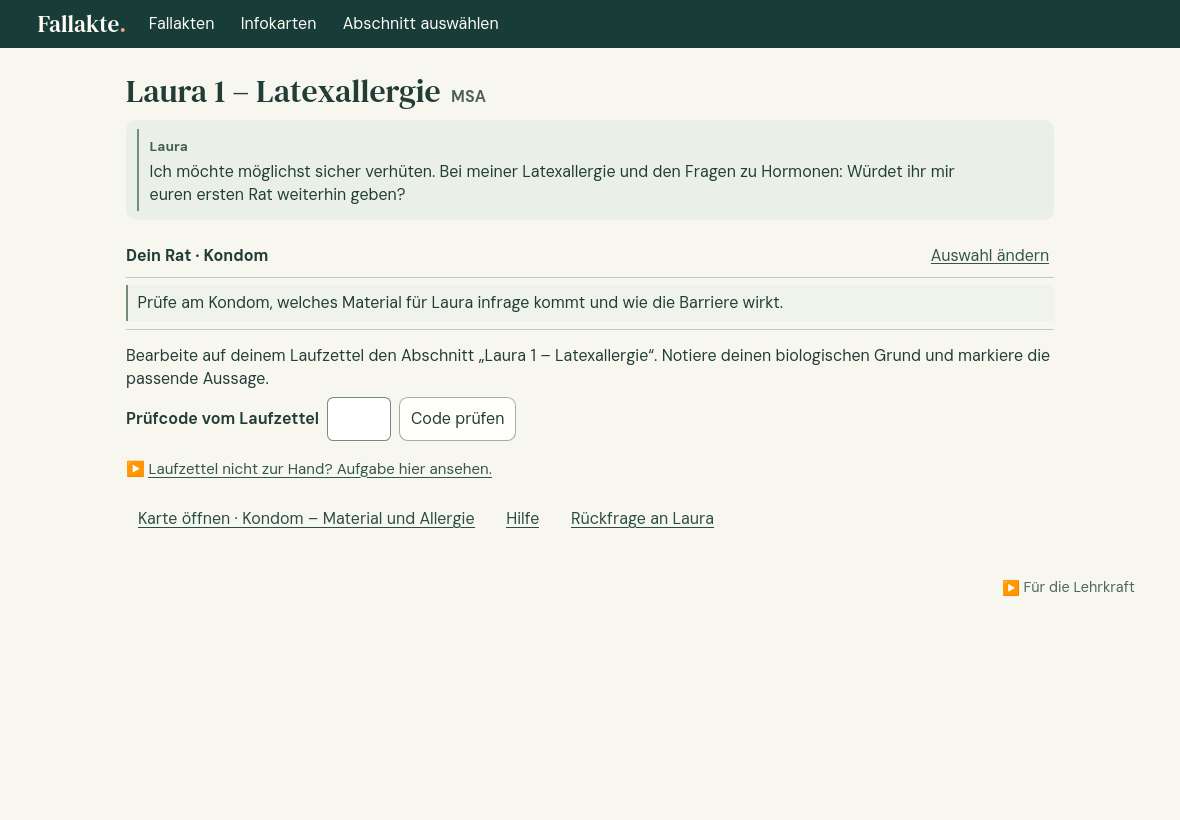 Fallakte. Fallakten Infokarten Abschnitt auswählen
Laura 1 – Latexallergie MSA
Laura
Ich möchte möglichst sicher verhüten. Bei meiner Latexallergie und den Fragen zu Hormonen: Würdet ihr mir
euren ersten Rat weiterhin geben?
Dein Rat · Kondom Auswahl ändern
Prüfe am Kondom, welches Material für Laura infrage kommt und wie die Barriere wirkt.
Bearbeite auf deinem Laufzettel den Abschnitt „Laura 1 – Latexallergie“. Notiere deinen biologischen Grund und markiere die
passende Aussage.
Prüfcode vom Laufzettel Code prüfen
Laufzettel nicht zur Hand? Aufgabe hier ansehen.
Karte öffnen · Kondom – Material und Allergie Hilfe Rückfrage an Laura
Für die Lehrkraft